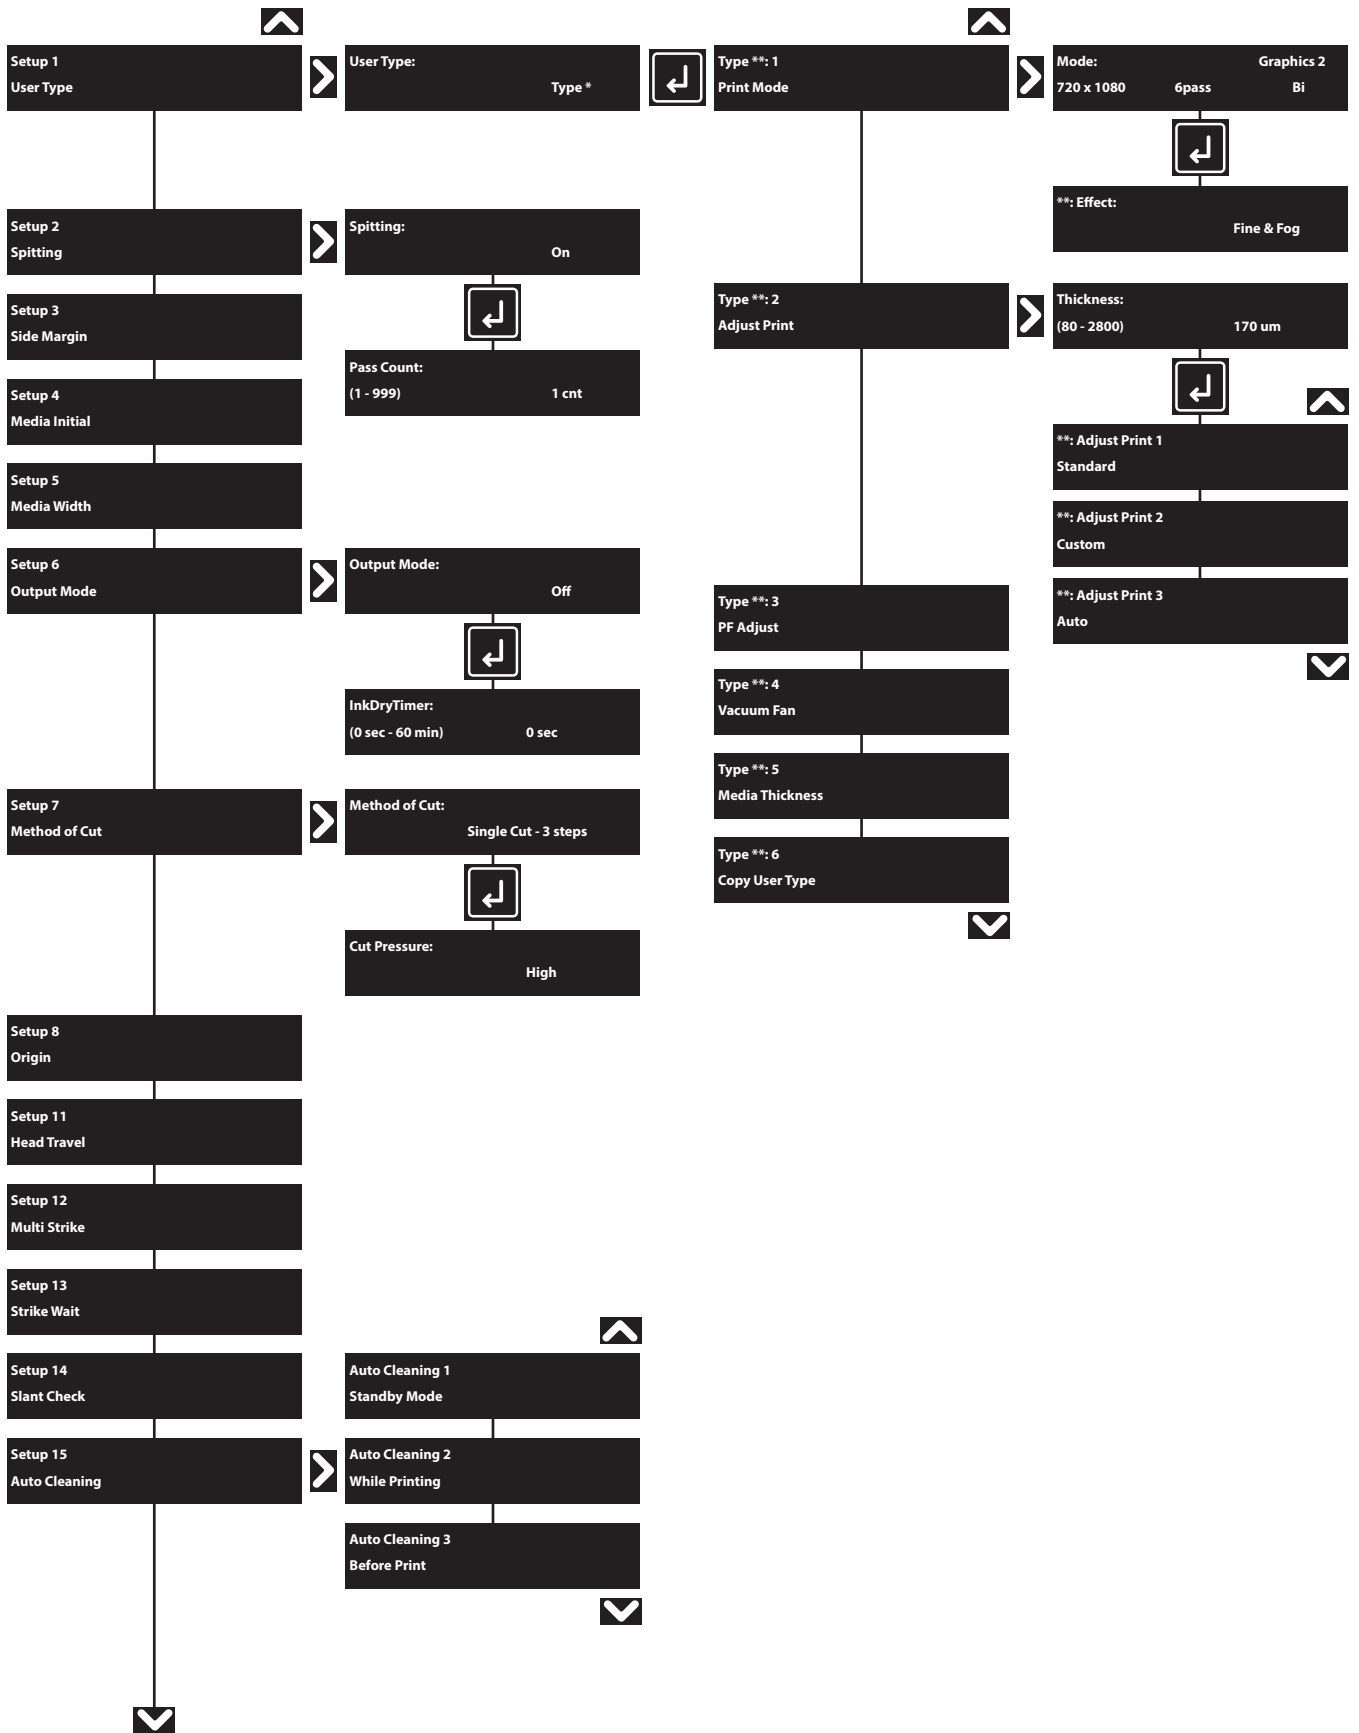 Setup 1
User Type
User Type:
Type *
Type **: 1
Print Mode
Mode: Graphics 2
720 x 1080 6pass Bi
**: Effect:
Fine & Fog
Setup 2
Spitting
Spitting:
On
Pass Count:
(1 - 999) 1 cnt
Setup 3
Side Margin
Setup 4
Media Initial
Setup 5
Media Width
Type **: 2
Adjust Print
Thickness:
(80 - 2800) 170 um
**: Adjust Print 1
Standard
**: Adjust Print 2
Custom
**: Adjust Print 3
Auto
Setup 6
Output Mode
Output Mode:
Off
InkDryTimer:
(0 sec - 60 min) 0 sec
Type **: 3
PF Adjust
Type **: 4
Vacuum Fan
Type **: 5
Media Thickness
Type **: 6
Copy User Type
Setup 7
Method of Cut
Method of Cut:
Single Cut - 3 steps
Cut Pressure:
High
Setup 8
Origin
Setup 11
Head Travel
Setup 12
Multi Strike
Setup 13
Strike Wait
Setup 14
Slant Check
Setup 15
Auto Cleaning
Auto Cleaning 1
Standby Mode
Auto Cleaning 2
While Printing
Auto Cleaning 3
Before Print